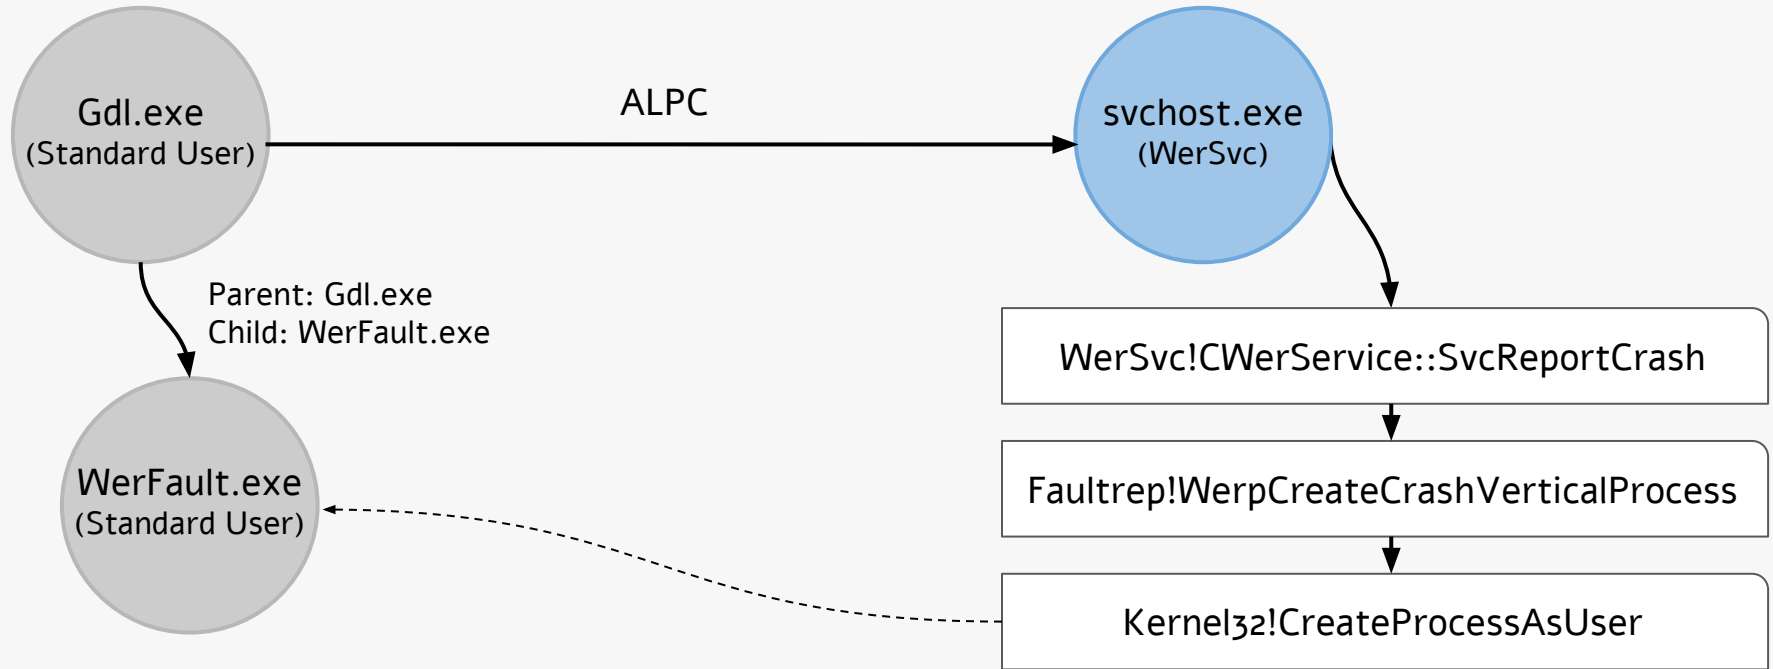 Gdl.exe
(Standard User)
ALPC
svchost.exe
(WerSvc)
Parent: Gdl.exe
Child: WerFault.exe
WerSvc!CWerService::SvcReportCrash
WerFault.exe
(Standard User)
Faultrep!WerpCreateCrashVerticalProcess
Kernel32!CreateProcessAsUser